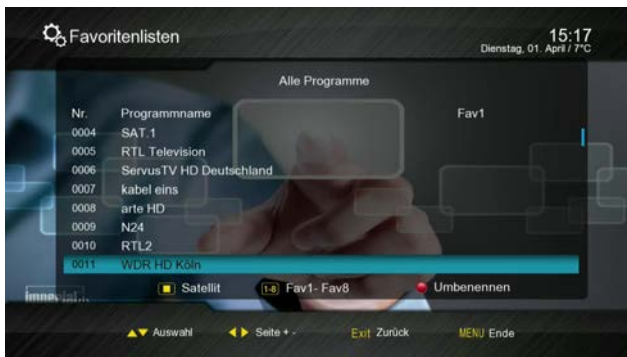 Favoritenlisten
15:17
Dienstag, 01. April / 7°C
Alle Programme
Nr. Programmname Fav1
0004 SAT.1
0005 RTL Television
0006 ServusTV HD Deutschland
0007 kabel eins
0008 arte HD
0009 N24
0010 RTL2
0011 WDR HD Köln
Satellit 1-8 Fav1- Fav8 Umbenennen
Auswahl Seite + - Exit Zurück MENU Ende